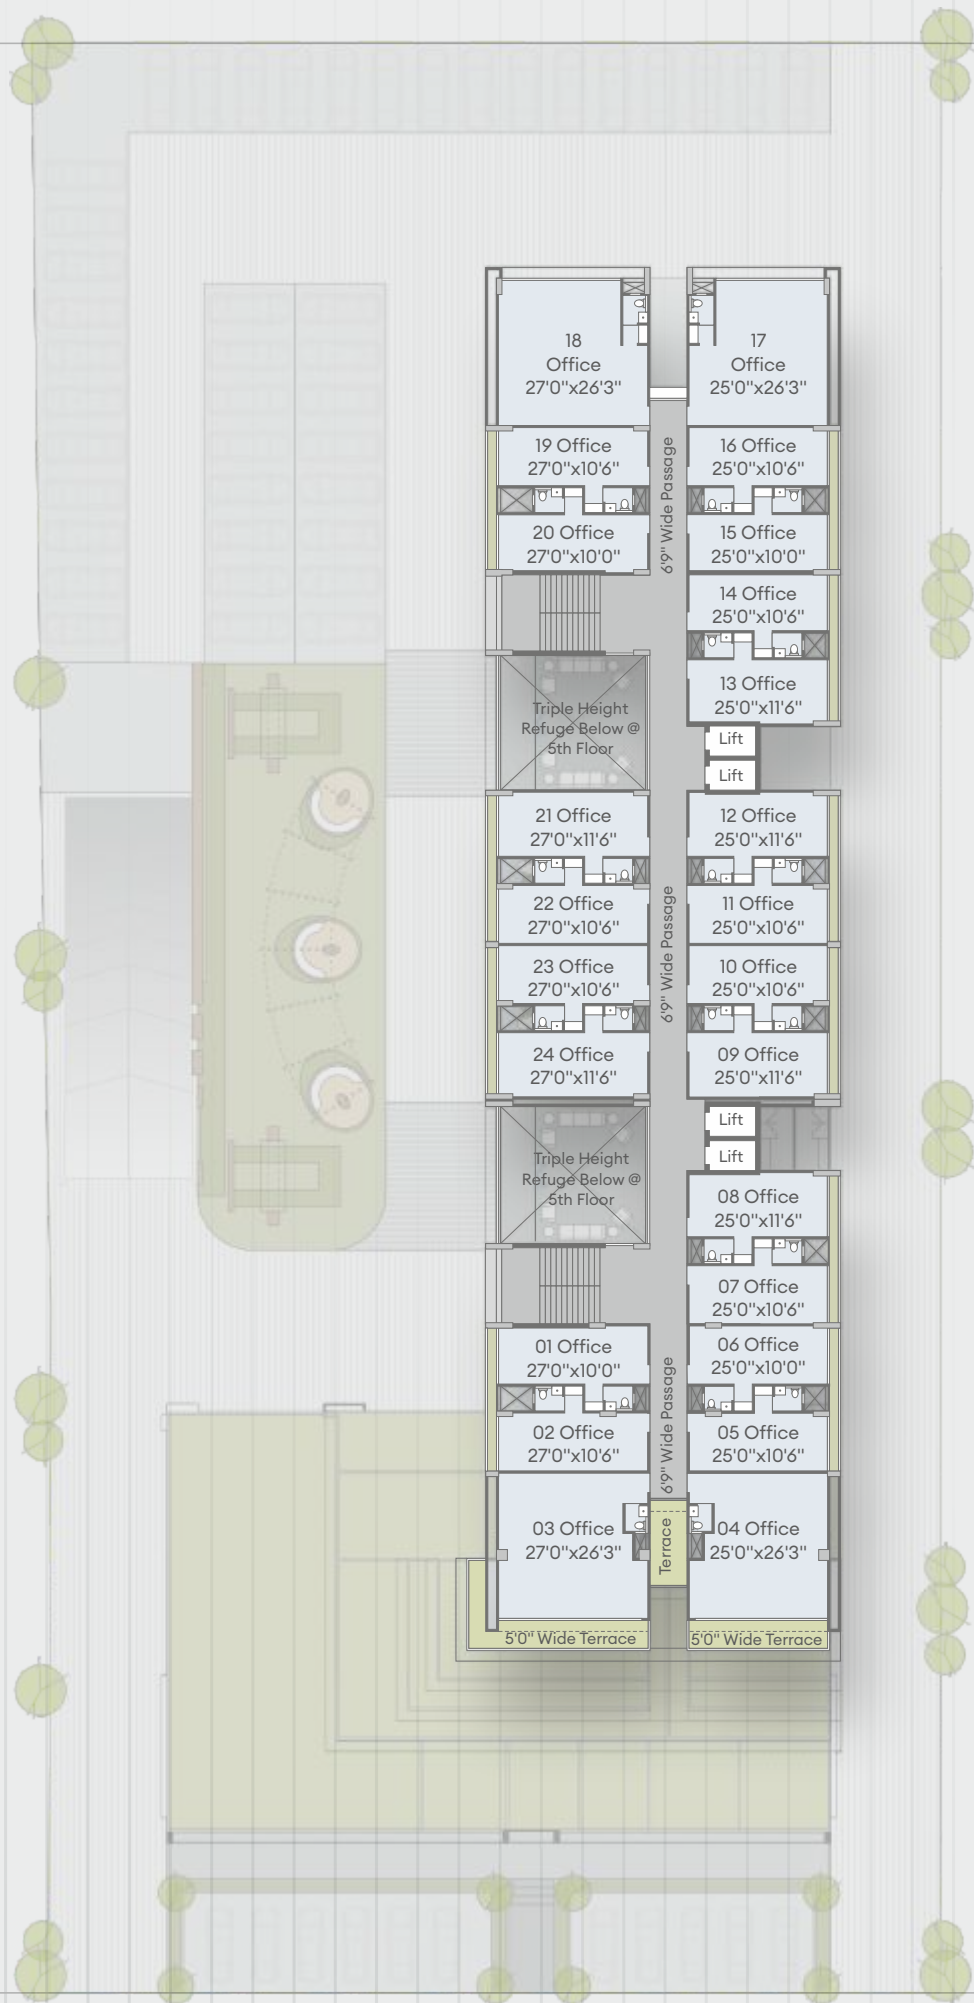 18
Office
27'0"x26'3"
17
Office
25'0"x26'3"
19 Office
27'0"x10'6"
16 Office
25'0"x10'6"
6'9" Wide Passage
20 Office
27'0"x10'0"
15 Office
25'0"x10'0"
14 Office
25'0"x10'6"
13 Office
25'0"x11'6"
Triple Height
Refuge Below @
5th Floor
Lift
Lift
21 Office
27'0"x11'6"
12 Office
25'0"x11'6"
22 Office
27'0"x10'6"
11 Office
25'0"x10'6"
6'9" Wide Passage
23 Office
27'0"x10'6"
10 Office
25'0"x10'6"
24 Office
27'0"x11'6"
09 Office
25'0"x11'6"
Lift
Lift
Triple Height
Refuge Below @
5th Floor
08 Office
25'0"x11'6"
07 Office
25'0"x10'6"
01 Office
27'0"x10'0"
06 Office
25'0"x10'0"
6'9" Wide Passage
02 Office
27'0"x10'6"
05 Office
25'0"x10'6"
03 Office
27'0"x26'3"
Terrace
04 Office
25'0"x26'3"
5'0" Wide Terrace
5'0" Wide Terrace